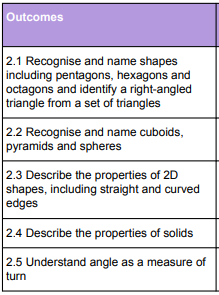 Outcomes
2.1 Recognise and name shapes
including pentagons, hexagons and
octagons and identify a right-angled
triangle from a set of triangles
2.2 Recognise and name cuboids,
pyramids and spheres
2.3 Describe the properties of 2D
shapes, including straight and curved
edges
2.4 Describe the properties of solids
2.5 Understand angle as a measure of
turn